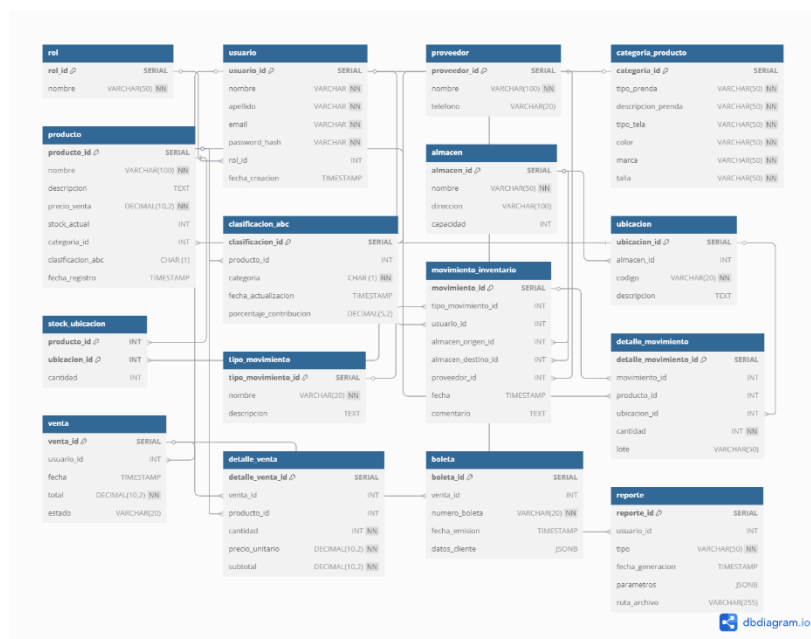 rol
rol_id SERIAL
nombre VARCHAR(50) NN
usuario
usuario_id SERIAL
nombre VARCHAR NN
apellido VARCHAR NN
email VARCHAR NN
password_hash VARCHAR NN
rol_id INT
fecha_creacion TIMESTAMP
proveedor
proveedor_id SERIAL
nombre VARCHAR(100) NN
telefono VARCHAR(20)
categoria_producto
categoria_id SERIAL
tipo_prenda VARCHAR(50) NN
descripcion_prenda VARCHAR(50) NN
tipo_tela VARCHAR(50) NN
color VARCHAR(50) NN
marca VARCHAR(50) NN
talla VARCHAR(50) NN
producto
producto_id SERIAL
nombre VARCHAR(100) NN
descripcion TEXT
precio_venta DECIMAL(10,2) NN
stock_actual INT
categoria_id INT
clasificacion_abc CHAR (1)
fecha_registro TIMESTAMP
almacen
almacen_id SERIAL
nombre VARCHAR(50) NN
direccion VARCHAR(100)
capacidad INT
clasificacion_abc
clasificacion_id SERIAL
producto_id INT
categoria CHAR (1) NN
fecha_actualizacion TIMESTAMP
porcentaje_contribucion DECIMAL(5,2)
ubicacion
ubicacion_id SERIAL
almacen_id INT
codigo VARCHAR(20) NN
descripcion TEXT
movimiento_inventario
movimiento_id SERIAL
tipo_movimiento_id INT
usuario_id INT
almacen_origen_id INT
almacen_destino_id INT
proveedor_id INT
fecha TIMESTAMP
comentario TEXT
stock_ubicacion
producto_id INT
ubicacion_id INT
cantidad INT
tipo_movimiento
tipo_movimiento_id SERIAL
nombre VARCHAR(20) NN
descripcion TEXT
detalle_movimiento
detalle_movimiento_id SERIAL
movimiento_id INT
producto_id INT
ubicacion_id INT
cantidad INT NN
lote VARCHAR(50)
venta
venta_id SERIAL
usuario_id INT
fecha TIMESTAMP
total DECIMAL(10,2) NN
estado VARCHAR(20)
detalle_venta
detalle_venta_id SERIAL
venta_id INT
producto_id INT
cantidad INT NN
precio_unitario DECIMAL(10,2) NN
subtotal DECIMAL(10,2) NN
boleta
boleta_id SERIAL
venta_id INT
numero_boleta VARCHAR(20) NN
fecha_emision TIMESTAMP
datos_cliente JSONB
reporte
reporte_id SERIAL
usuario_id INT
tipo VARCHAR(50) NN
fecha_generacion TIMESTAMP
parametros JSONB
ruta_archivo VARCHAR(255)
dbdiagram.io